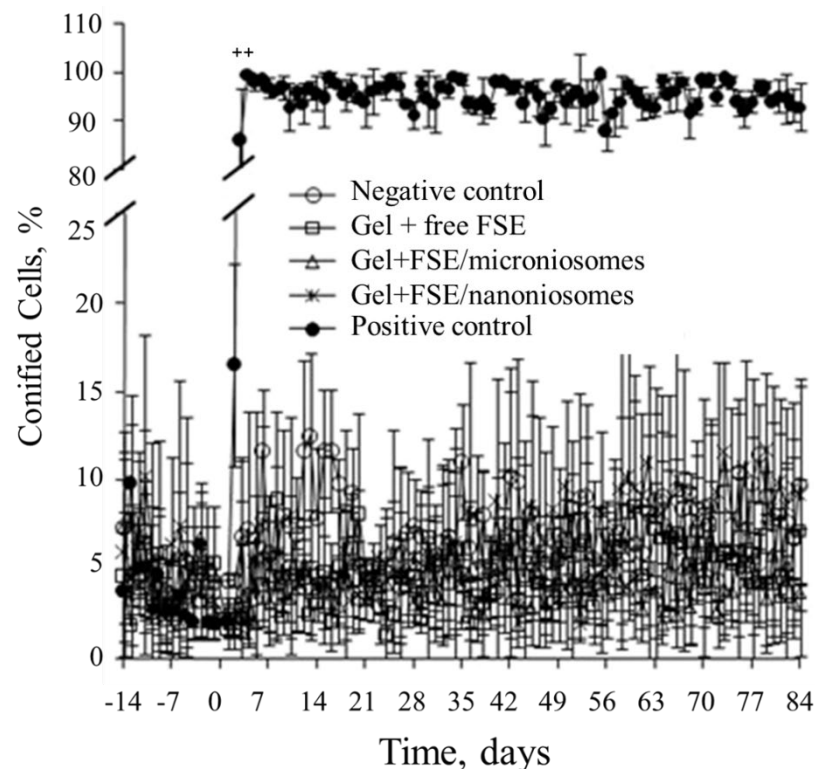 110
100
90
80
25
20
15
10
5
0
++
Conified Cells, %
Negative control
Gel + free FSE
Gel+FSE/microniosomes
Gel+FSE/nanoniosomes
Positive control
-14 -7 0 7 14 21 28 35 42 49 56 63 70 77 84
Time, days